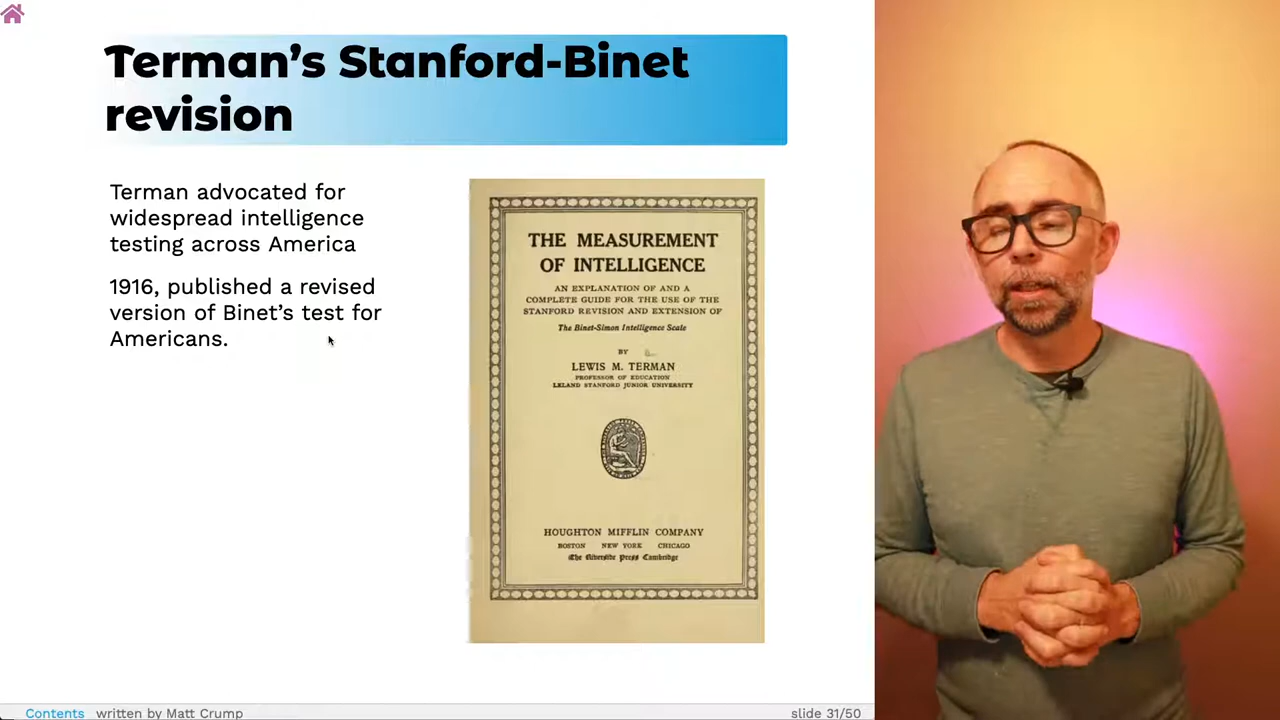 Terman’s Stanford-Binet
revision
Terman advocated for
widespread intelligence
testing across America
1916, published a revised
version of Binet’s test for
Americans.
THE MEASUREMENT
OF INTELLIGENCE
AN EXPLANATION OF AND A
COMPLETE GUIDE FOR THE USE OF THE
STANFORD REVISION AND EXTENSION OF
The Binet-Simon Intelligence Scale
BY
LEWIS M. TERMAN
PROFESSOR OF EDUCATION
LELAND STANFORD JUNIOR UNIVERSITY
HOUGHTON MIFFLIN COMPANY
BOSTON NEW YORK CHICAGO
The Riverside Press Cambridge
Contents written by Matt Crump
slide 31/50